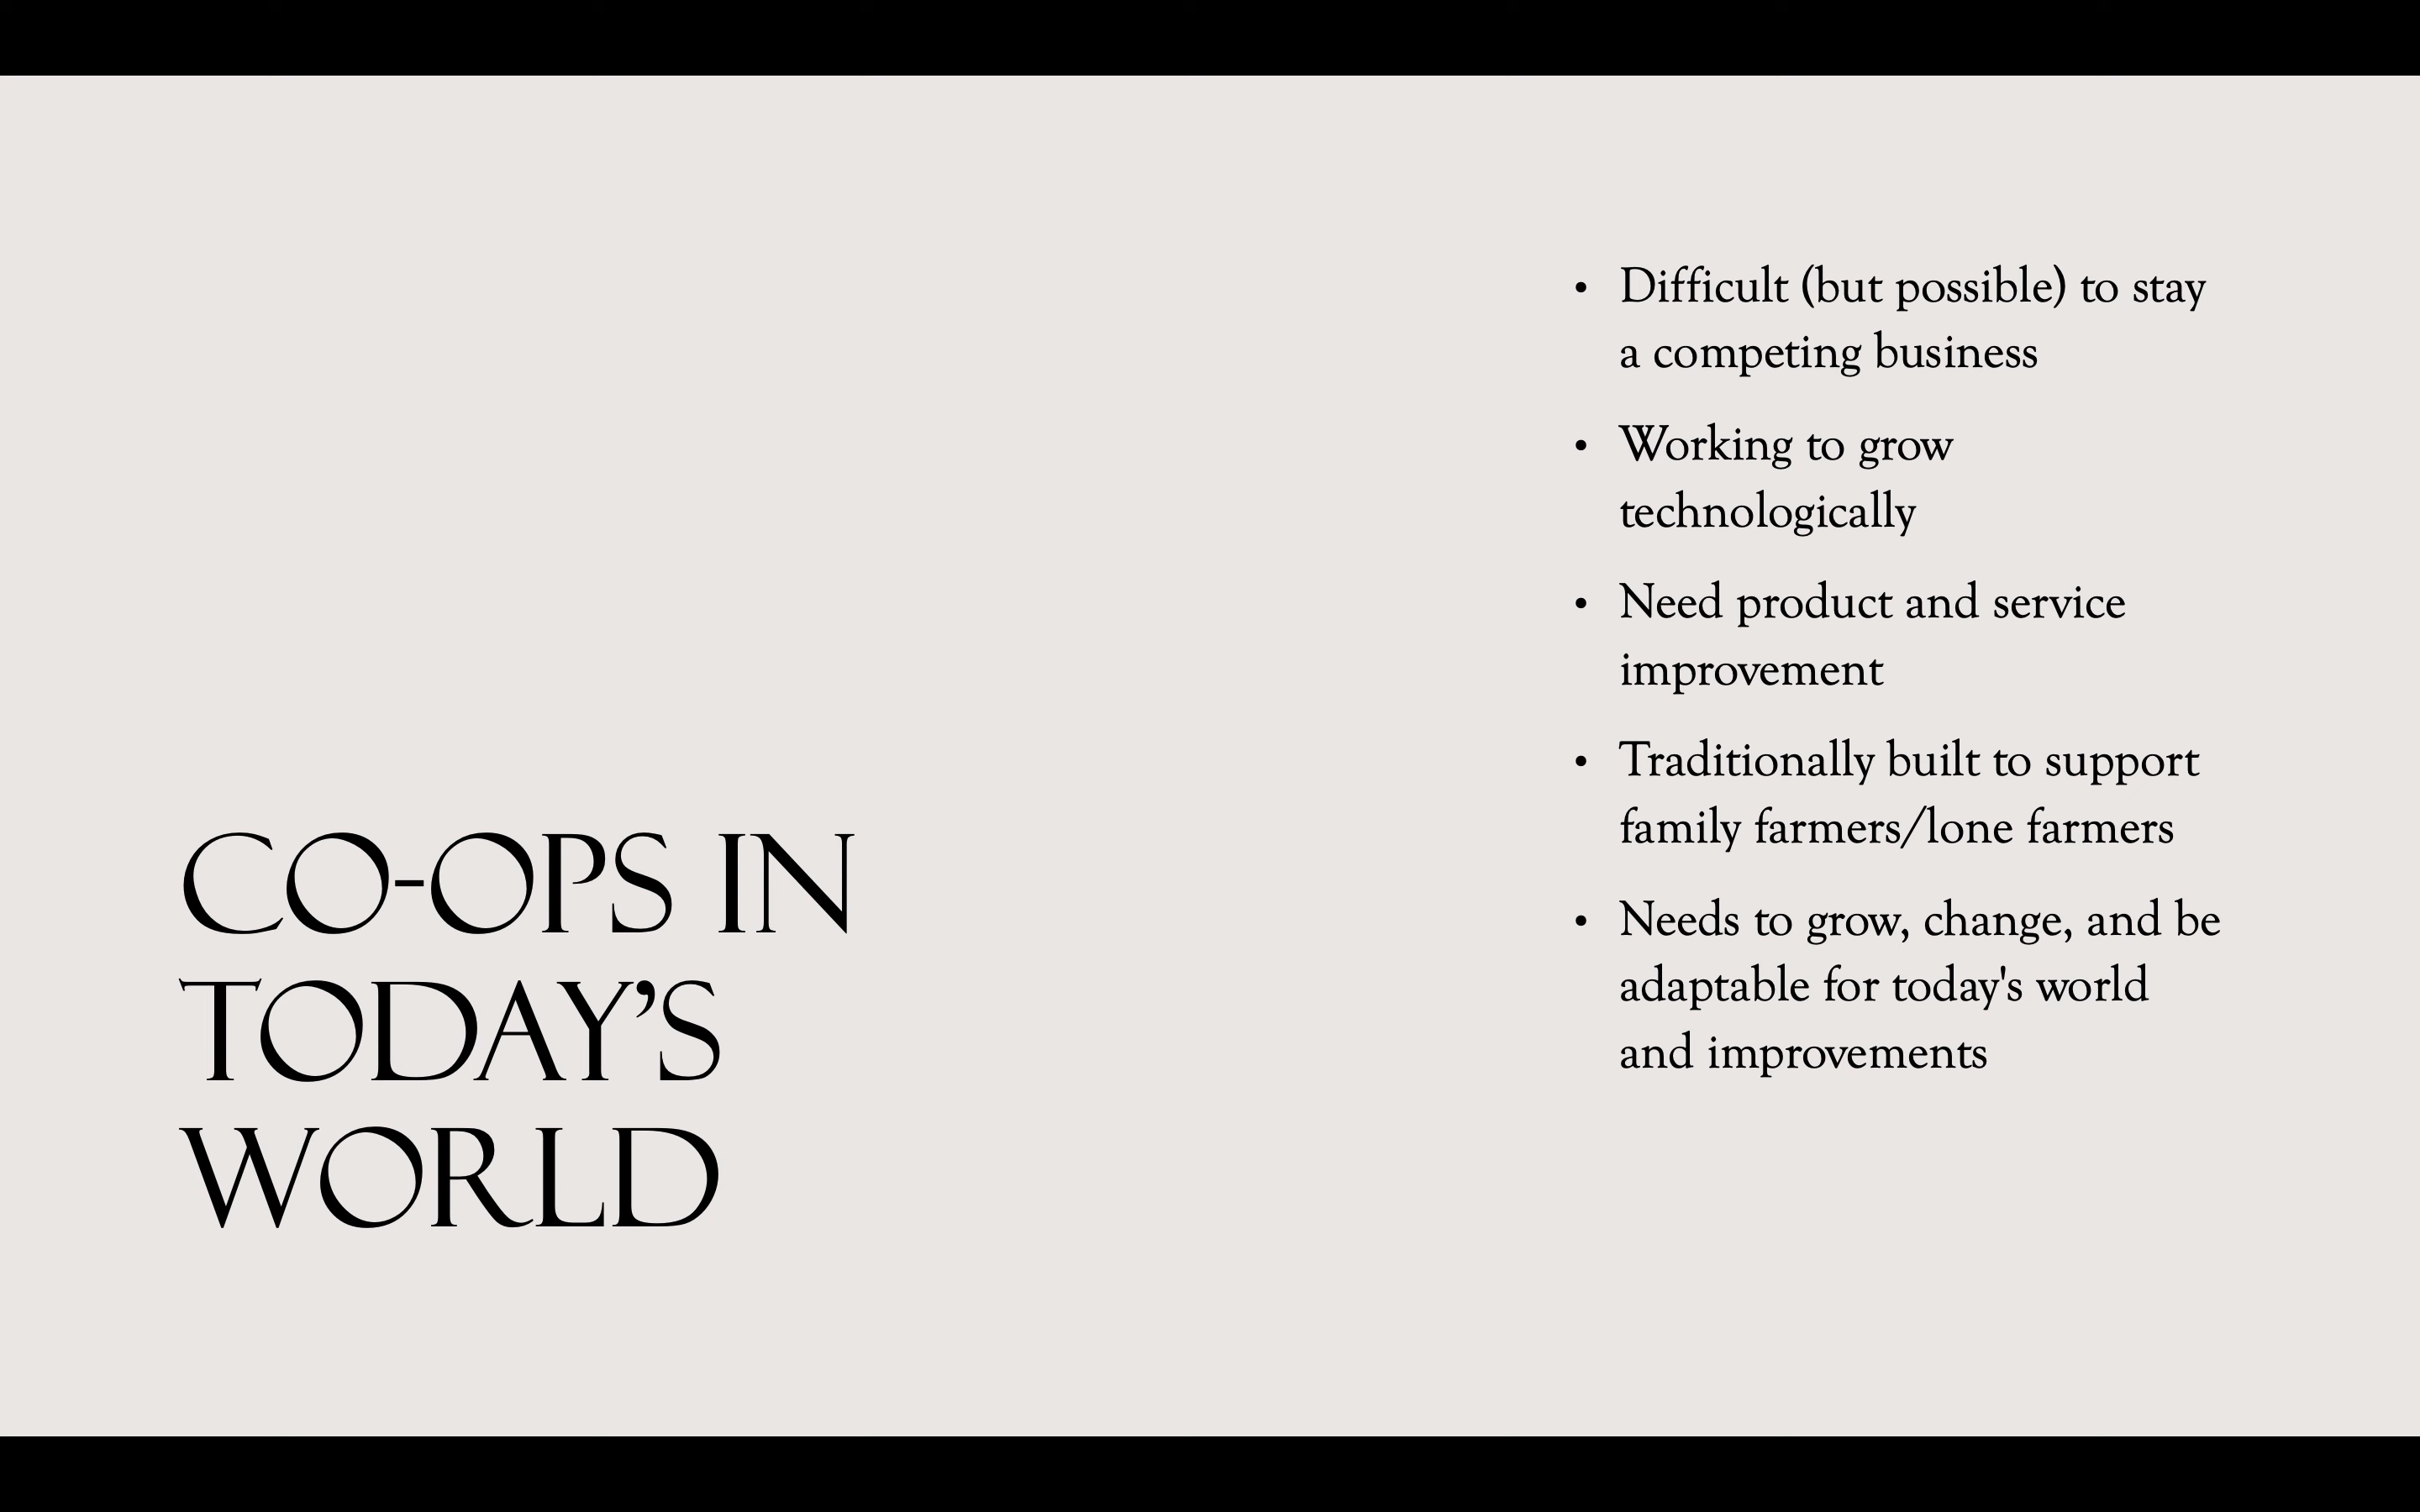 CO-OPS IN
TODAY’S
WORLD
• Difficult (but possible) to stay
a competing business
• Working to grow
technologically
• Need product and service
improvement
• Traditionally built to support
family farmers/lone farmers
• Needs to grow, change, and be
adaptable for today's world
and improvements